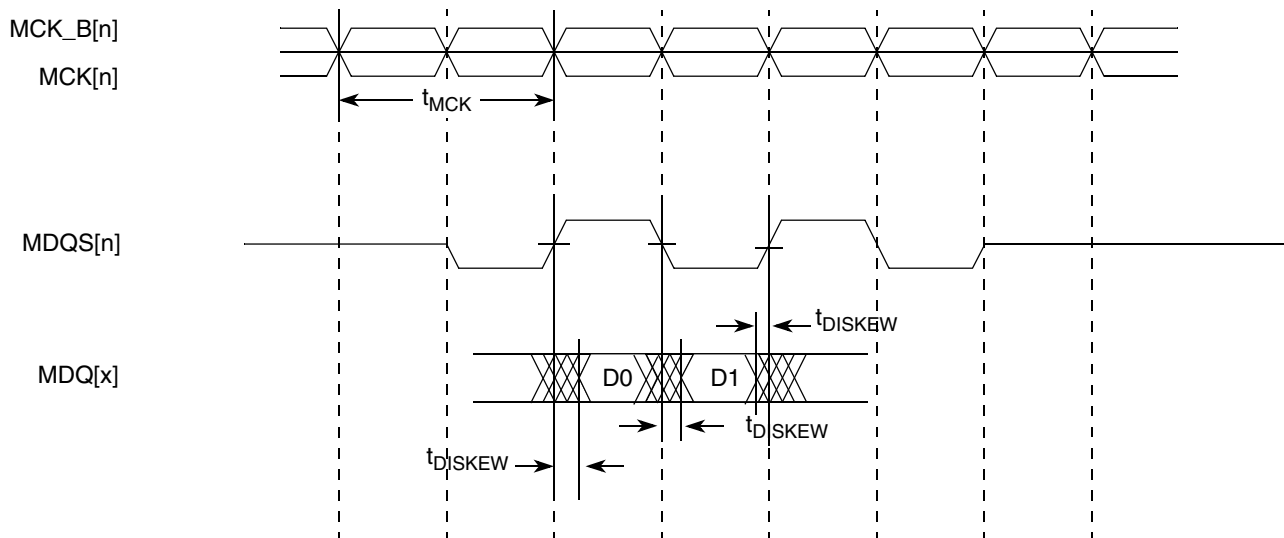 MCK_B[n]
MCK[n]
tMCK
MDQS[n]
tDISKEW
MDQ[x]
D0
D1
tDISKEW
tDISKEW